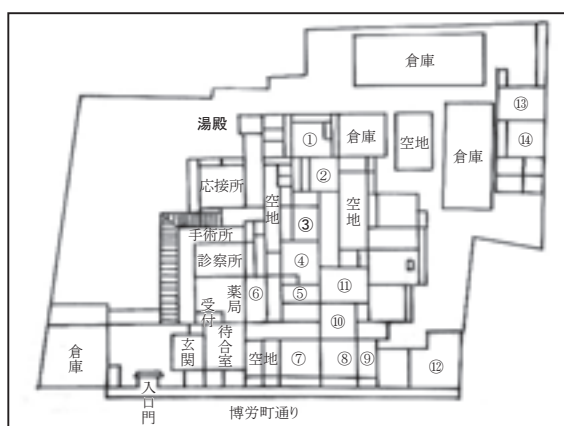 倉庫
⑬
湯殿
①
倉庫
空地
倉庫
⑭
応接所
空地
②
空地
③
手術所
診察所
④
薬局
⑥
⑤
⑪
受付
⑩
倉庫
玄関
待合室
空地
⑦
⑧
⑨
⑫
入口門
博労町通り